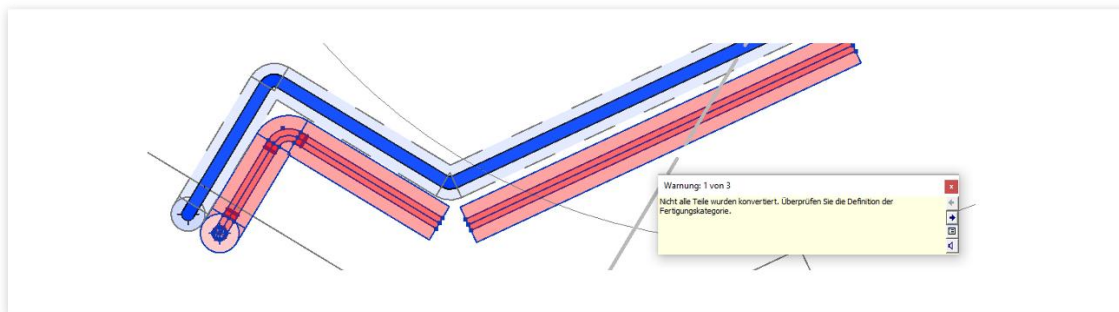 Warnung: 1 von 3
Nicht alle Teile wurden konvertiert. Überprüfen Sie die Definition der
Fertigungskategorie.